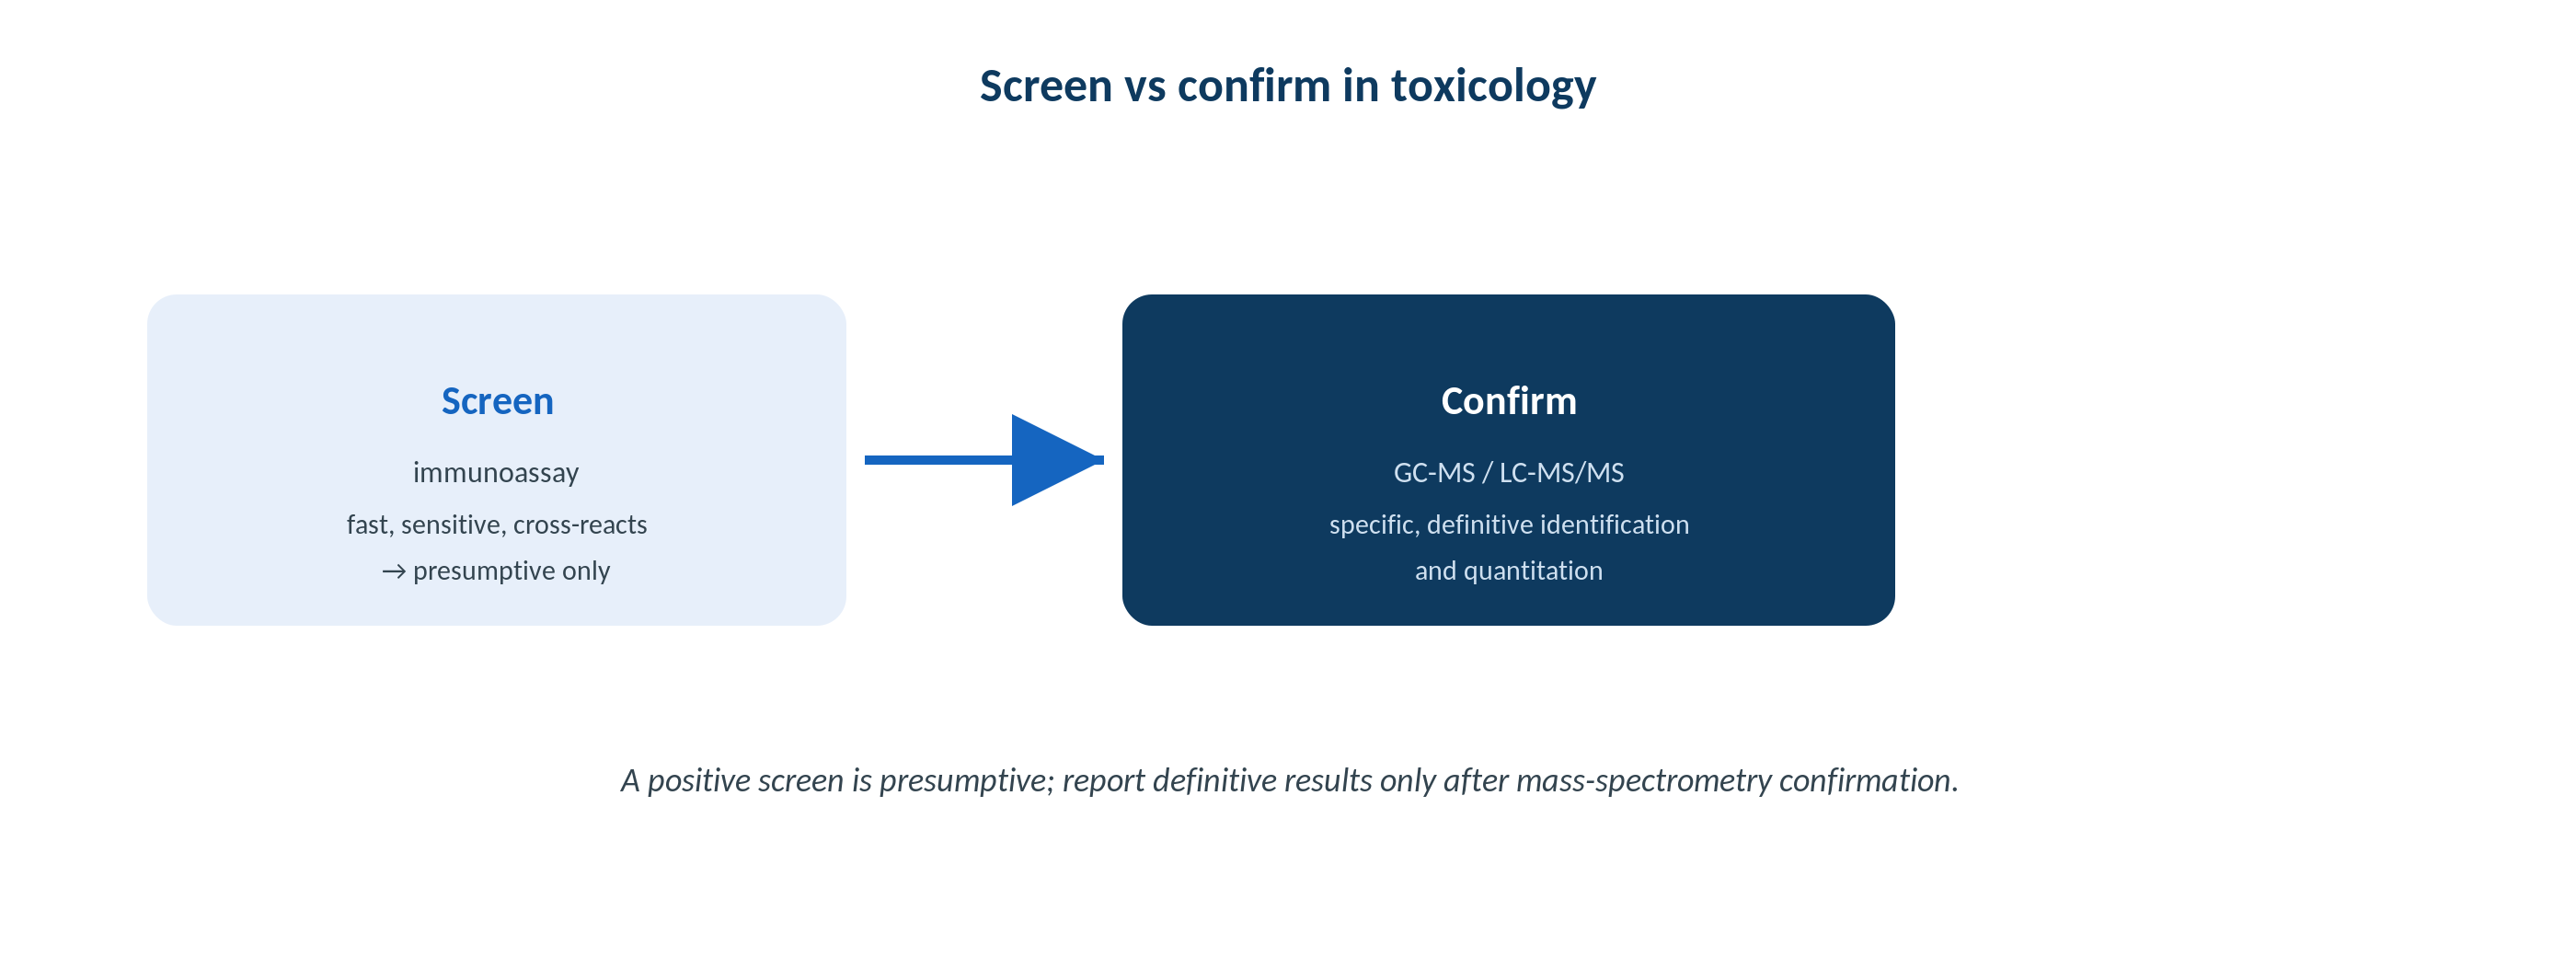 Screen vs confirm in toxicology
Screen
immunoassay
fast, sensitive, cross-reacts
→ presumptive only
Confirm
GC-MS / LC-MS/MS
specific, definitive identification
and quantitation
A positive screen is presumptive; report definitive results only after mass-spectrometry confirmation.